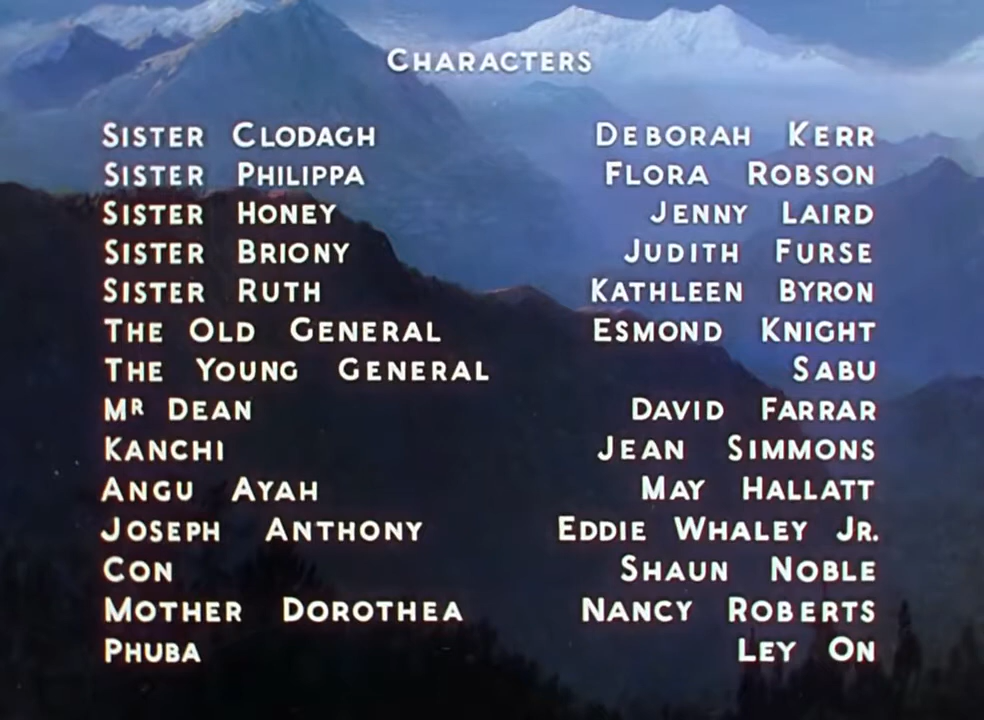 CHARACTERS
SISTER CLODAGH DEBORAH KERR
SISTER PHILIPPA FLORA ROBSON
SISTER HONEY JENNY LAIRD
SISTER BRIONY JUDITH FURSE
SISTER RUTH KATHLEEN BYRON
THE OLD GENERAL ESMOND KNIGHT
THE YOUNG GENERAL SABU
MR DEAN DAVID FARRAR
KANCHI JEAN SIMMONS
ANGU AYAH MAY HALLATT
JOSEPH ANTHONY EDDIE WHALEY JR.
CON SHAUN NOBLE
MOTHER DOROTHEA NANCY ROBERTS
PHUBA LEY ON